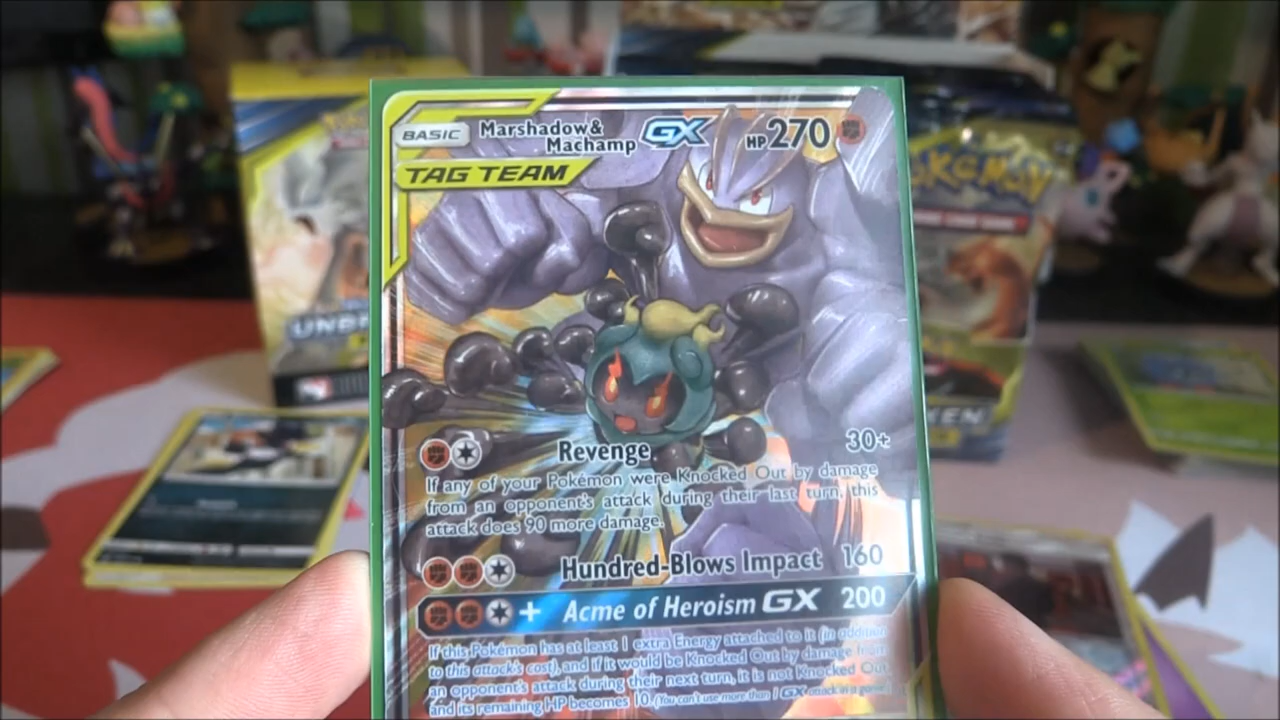 BASIC Marshadow& Machamp GX HP 270
TAG TEAM
Revenge 30+
If any of your Pokémon were Knocked Out by damage
from an opponent's attack during their last turn, this
attack does 90 more damage.
Hundred-Blows Impact 160
+ Acme of Heroism GX 200
If this Pokémon has at least 1 extra Energy attached to it (in addition
to this attack's cost), and if it would be Knocked Out by damage from
an opponent's attack during their next turn, it is not Knocked Out
and its remaining HP becomes 10. (You can't use more than 1 GX attack in a game.)
POKéMON